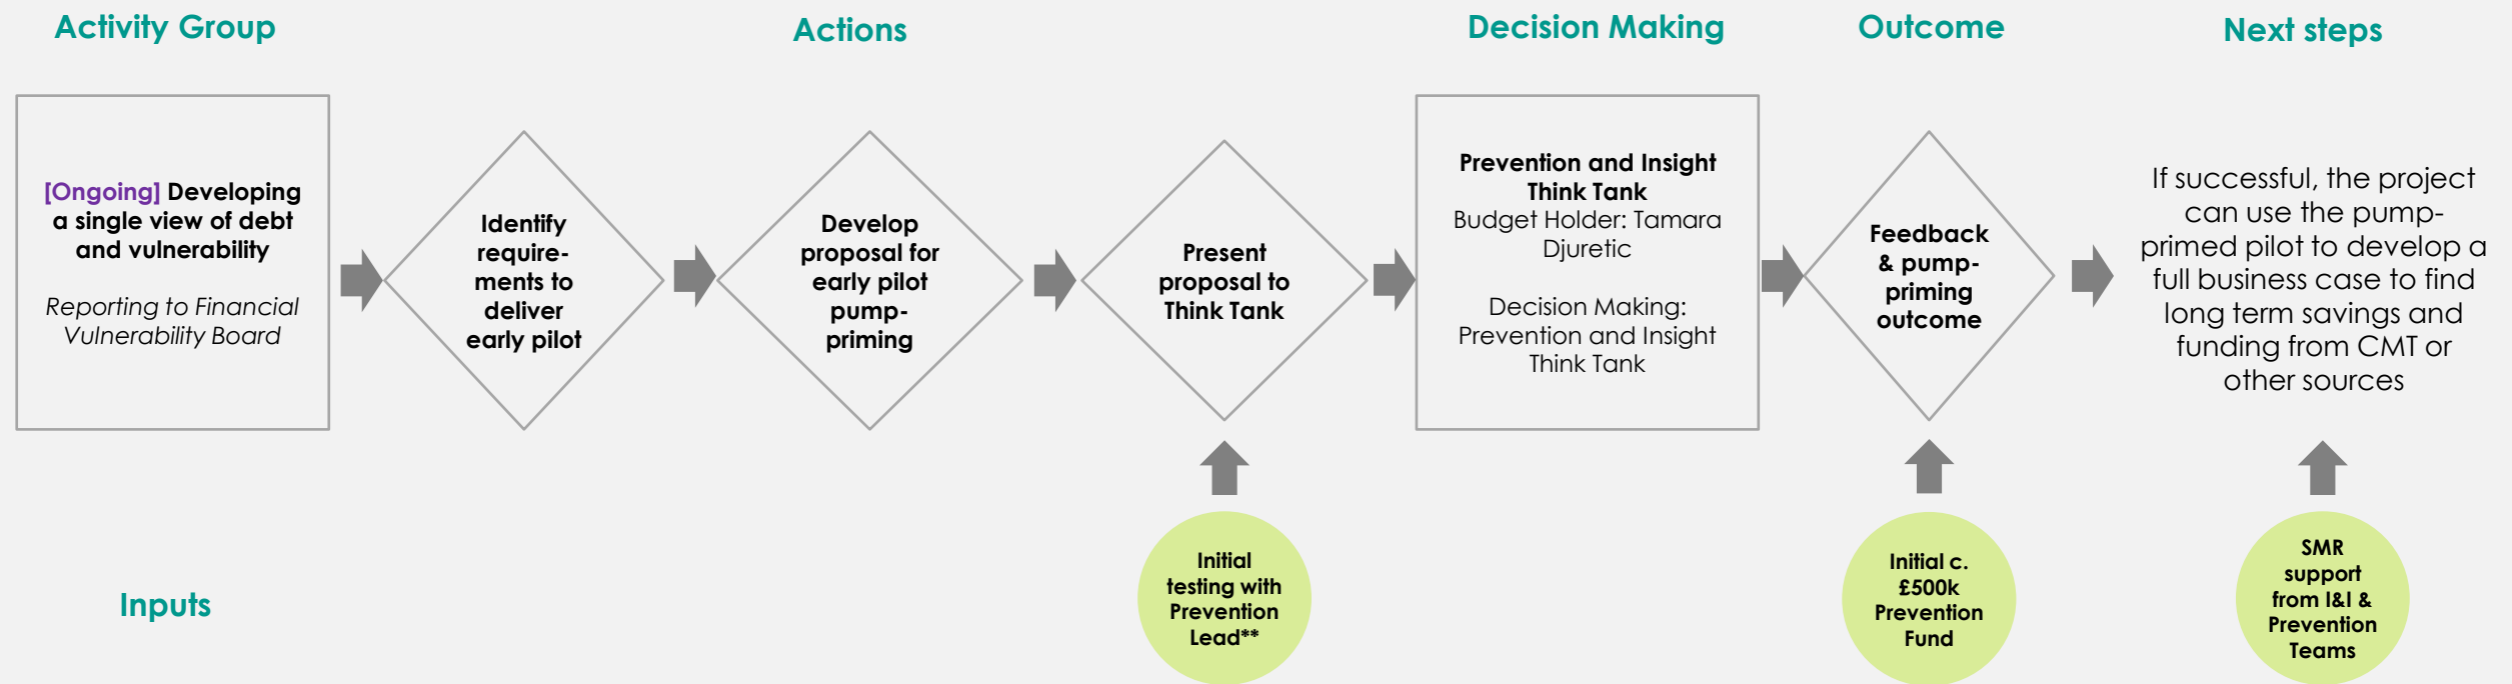 Activity Group
Actions
Decision Making
Outcome
Next steps
[Ongoing] Developing
a single view of debt
and vulnerability
Reporting to Financial
Vulnerability Board
Identify
require-
ments to
deliver
early pilot
Develop
proposal for
early pilot
pump-
priming
Present
proposal to
Think Tank
Prevention and Insight
Think Tank
Budget Holder: Tamara
Djuretic
Decision Making:
Prevention and Insight
Think Tank
Feedback
& pump-
priming
outcome
If successful, the project
can use the pump-
primed pilot to develop a
full business case to find
long term savings and
funding from CMT or
other sources
Inputs
Initial
testing with
Prevention
Lead**
Initial c.
£500k
Prevention
Fund
SMR
support
from I&I &
Prevention
Teams